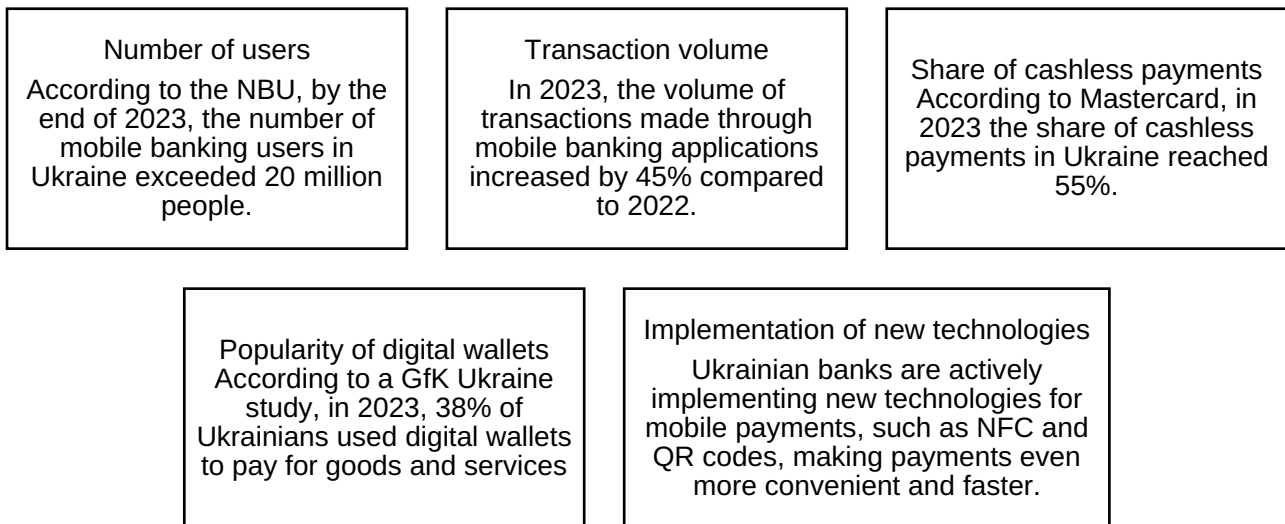 Number of users
According to the NBU, by the
end of 2023, the number of
mobile banking users in
Ukraine exceeded 20 million
people.
Transaction volume
In 2023, the volume of
transactions made through
mobile banking applications
increased by 45% compared
to 2022.
Share of cashless payments
According to Mastercard, in
2023 the share of cashless
payments in Ukraine reached
55%.
Popularity of digital wallets
According to a GfK Ukraine
study, in 2023, 38% of
Ukrainians used digital wallets
to pay for goods and services
Implementation of new technologies
Ukrainian banks are actively
implementing new technologies for
mobile payments, such as NFC and
QR codes, making payments even
more convenient and faster.